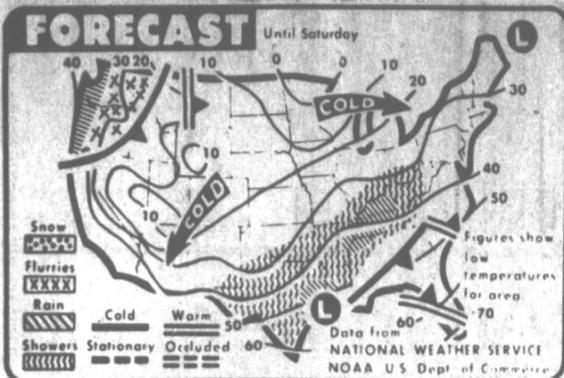 FORECAST
Until Saturday
L
40 30 20 10 0 0 10 20 30
COLD
10
40
10
COLD
50
Snow
Flurries
Rain
Showers
Cold Warm
Stationary Occluded
50
60
L
Figures show
low
temperatures
for area.
70
60
Data from
NATIONAL WEATHER SERVICE
NOAA U S Dept of Commerce